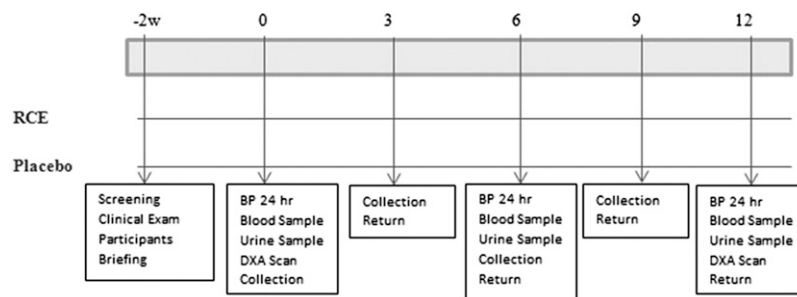 -2w 0 3 6 9 12
RCE
Placebo
Screening
Clinical Exam
Participants
Briefing
BP 24 hr
Blood Sample
Urine Sample
DXA Scan
Collection
Collection
Return
BP 24 hr
Blood Sample
Urine Sample
Collection
Return
Collection
Return
BP 24 hr
Blood Sample
Urine Sample
DXA Scan
Return